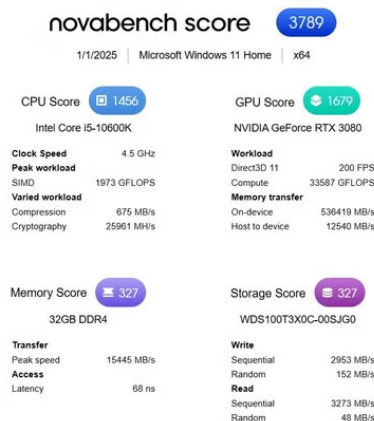 novabench score 3789
1/1/2025 Microsoft Windows 11 Home x64
CPU Score 1456
Intel Core i5-10600K
Clock Speed 4.5 GHz
Peak workload
SIMD 1973 GFLOPS
Varied workload
Compression 675 MB/s
Cryptography 25961 MH/s
GPU Score 1679
NVIDIA GeForce RTX 3080
Workload
Direct3D 11 200 FPS
Compute 33587 GFLOPS
Memory transfer
On-device 536419 MB/s
Host to device 12540 MB/s
Memory Score 327
32GB DDR4
Transfer
Peak speed 15445 MB/s
Access
Latency 68 ns
Storage Score 327
WDS100T3X0C-00SJG0
Write
Sequential 2953 MB/s
Random 152 MB/s
Read
Sequential 3273 MB/s
Random 48 MB/s